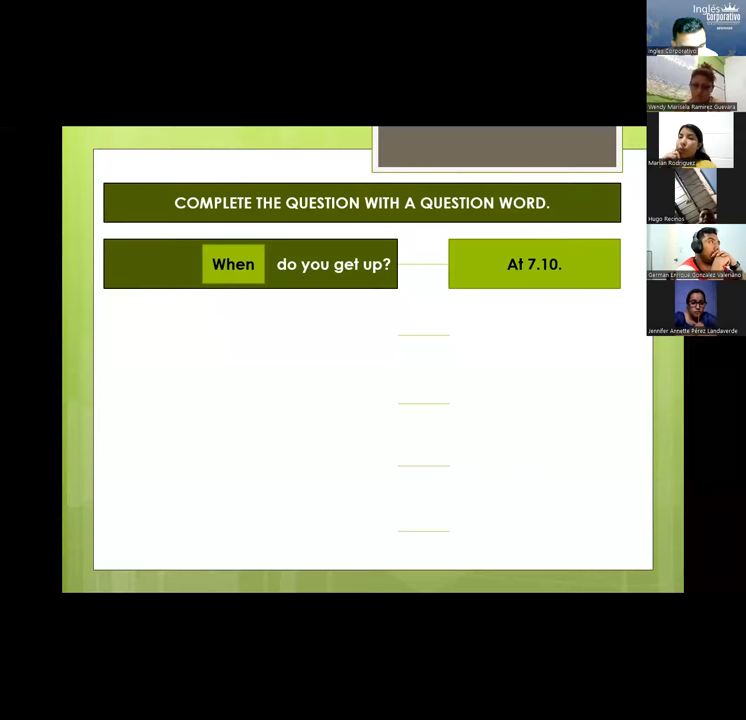 Inglés
Corporativo
Inglés Corporativo
Wendy Marisela Ramirez Guevara
Marian Rodriguez
Hugo Recinos
German Enrique Gonzalez Valeriano
Jennifer Annette Pérez Landaverde
COMPLETE THE QUESTION WITH A QUESTION WORD.
When do you get up?
At 7.10.